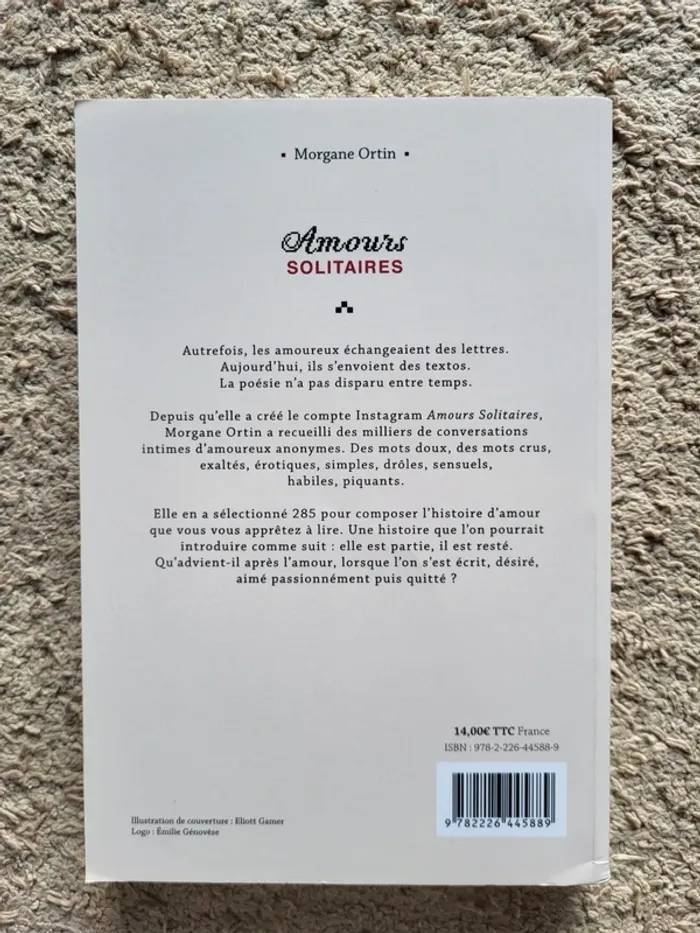 ▪ Morgane Ortin ▪
Amours
SOLITAIRES
Autrefois, les amoureux échangeaient des lettres.
Aujourd'hui, ils s'envoient des textos.
La poésie n'a pas disparu entre temps.
Depuis qu'elle a créé le compte Instagram Amours Solitaires,
Morgane Ortin a recueilli des milliers de conversations
intimes d'amoureux anonymes. Des mots doux, des mots crus,
exaltés, érotiques, simples, drôles, sensuels,
habiles, piquants.
Elle en a sélectionné 285 pour composer l'histoire d'amour
que vous vous apprêtez à lire. Une histoire que l'on pourrait
introduire comme suit : elle est partie, il est resté.
Qu'advient-il après l'amour, lorsque l'on s'est écrit, désiré,
aimé passionnément puis quitté ?
14,00€ TTC France
ISBN : 978-2-226-44588-9
9 782226 445889
Illustration de couverture : Eliott Gamer
Logo : Émilie Génovèse